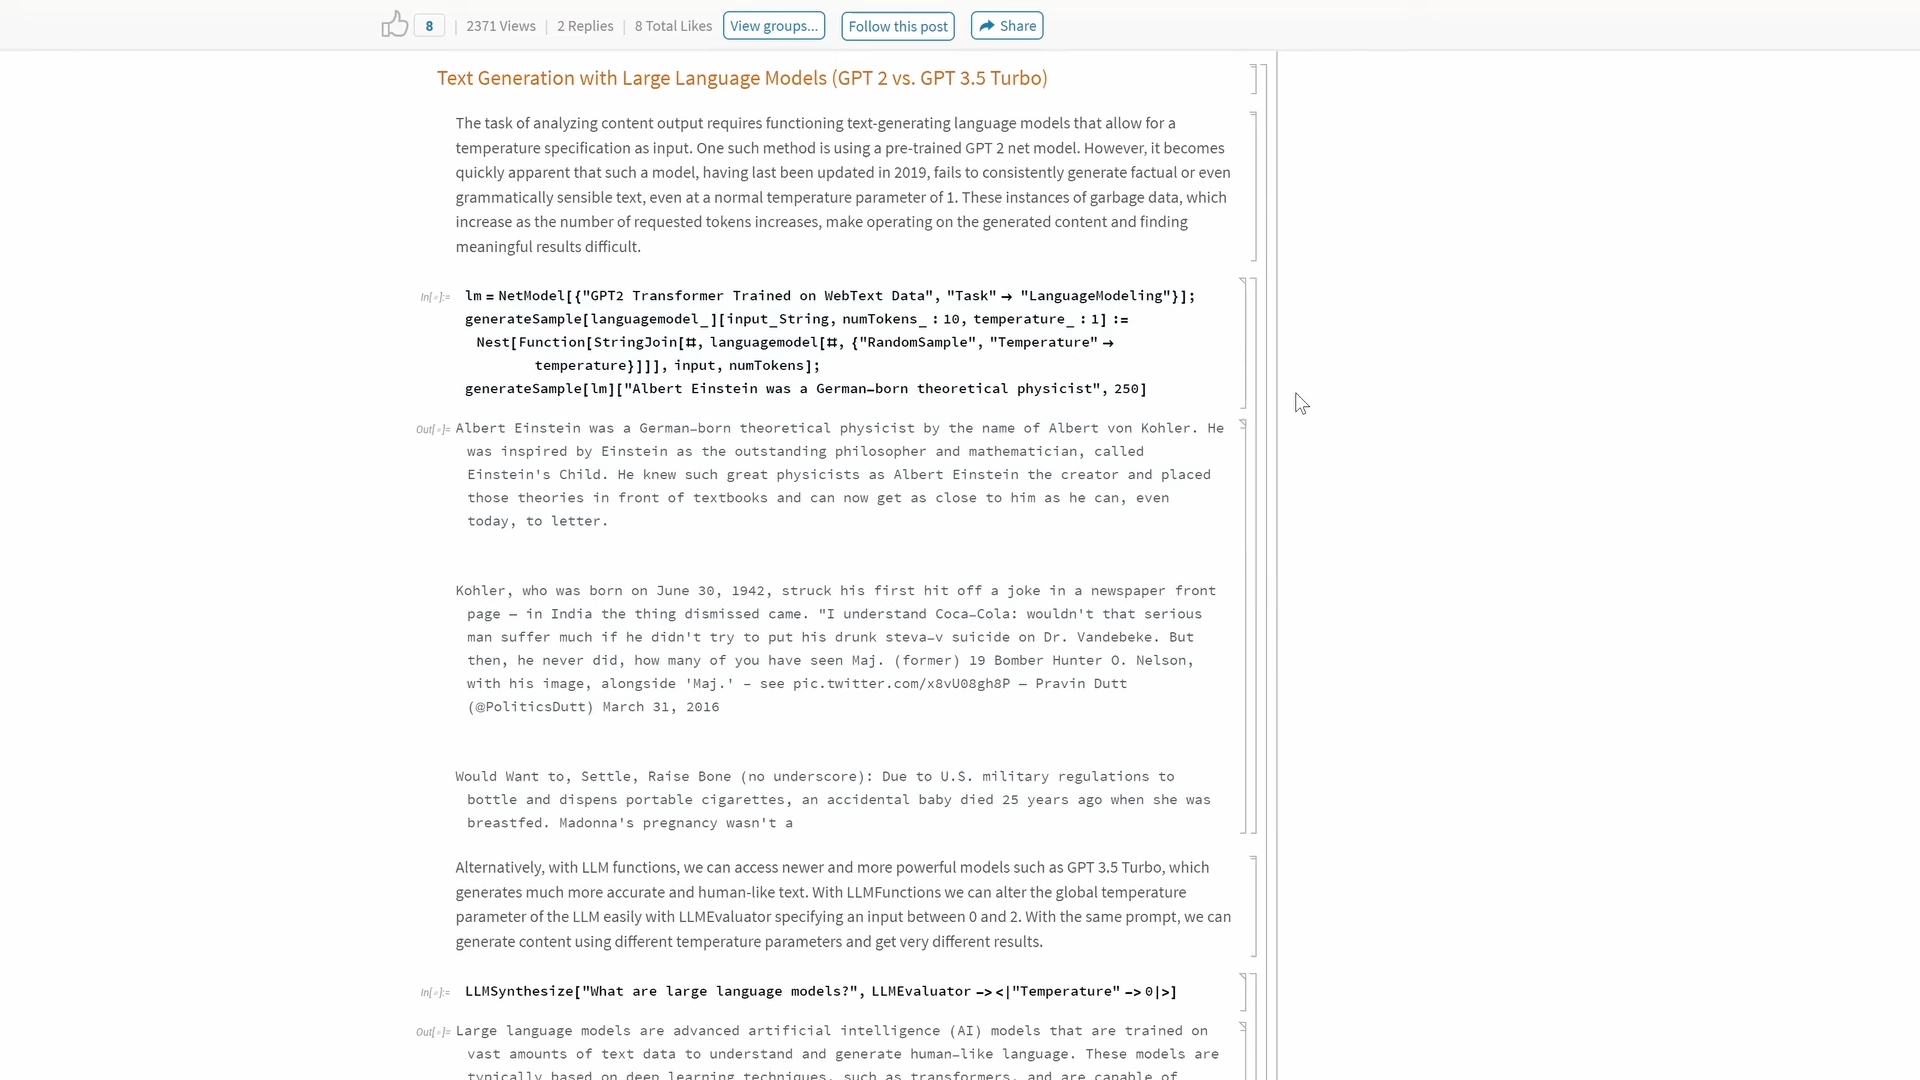 8 | 2371 Views | 2 Replies | 8 Total Likes View groups... Follow this post Share
Text Generation with Large Language Models (GPT 2 vs. GPT 3.5 Turbo)
The task of analyzing content output requires functioning text-generating language models that allow for a
temperature specification as input. One such method is using a pre-trained GPT 2 net model. However, it becomes
quickly apparent that such a model, having last been updated in 2019, fails to consistently generate factual or even
grammatically sensible text, even at a normal temperature parameter of 1. These instances of garbage data, which
increase as the number of requested tokens increases, make operating on the generated content and finding
meaningful results difficult.
In[◦]:= lm = NetModel[{"GPT2 Transformer Trained on WebText Data", "Task" → "LanguageModeling"}];
generateSample[languagemodel_][input_String, numTokens_ : 10, temperature_ : 1] :=
Nest[Function[StringJoin[#, languagemodel[#, {"RandomSample", "Temperature" →
temperature}]]], input, numTokens];
generateSample[lm]["Albert Einstein was a German–born theoretical physicist", 250]
Out[◦]= Albert Einstein was a German–born theoretical physicist by the name of Albert von Kohler. He
was inspired by Einstein as the outstanding philosopher and mathematician, called
Einstein's Child. He knew such great physicists as Albert Einstein the creator and placed
those theories in front of textbooks and can now get as close to him as he can, even
today, to letter.
Kohler, who was born on June 30, 1942, struck his first hit off a joke in a newspaper front
page — in India the thing dismissed came. "I understand Coca–Cola: wouldn't that serious
man suffer much if he didn't try to put his drunk steva–v suicide on Dr. Vandebeke. But
then, he never did, how many of you have seen Maj. (former) 19 Bomber Hunter O. Nelson,
with his image, alongside 'Maj.' – see pic.twitter.com/x8vU08gh8P — Pravin Dutt
(@PoliticsDutt) March 31, 2016
Would Want to, Settle, Raise Bone (no underscore): Due to U.S. military regulations to
bottle and dispens portable cigarettes, an accidental baby died 25 years ago when she was
breastfed. Madonna's pregnancy wasn't a
Alternatively, with LLM functions, we can access newer and more powerful models such as GPT 3.5 Turbo, which
generates much more accurate and human-like text. With LLMFunctions we can alter the global temperature
parameter of the LLM easily with LLMEvaluator specifying an input between 0 and 2. With the same prompt, we can
generate content using different temperature parameters and get very different results.
In[◦]:= LLMSynthesize["What are large language models?", LLMEvaluator -> <|"Temperature" -> 0|>]
Out[◦]= Large language models are advanced artificial intelligence (AI) models that are trained on
vast amounts of text data to understand and generate human–like language. These models are
typically based on deep learning techniques, such as transformers, and are capable of